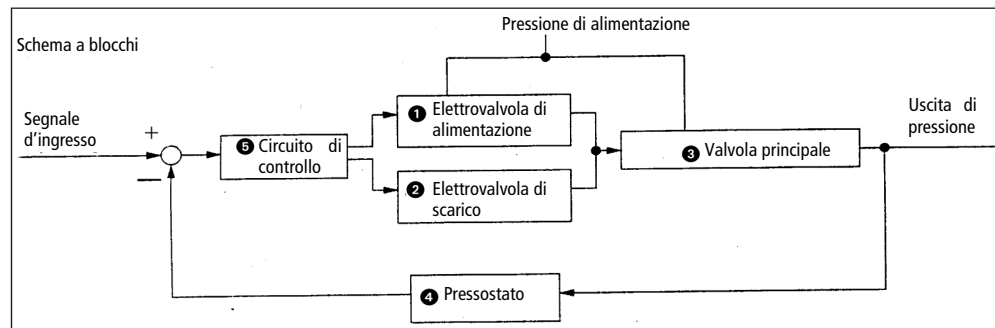 Pressione di alimentazione
Schema a blocchi
Segnale
d'ingresso
+
—
❺ Circuito di
controllo
❶ Elettrovalvola di
alimentazione
❷ Elettrovalvola di
scarico
❸ Valvola principale
Uscita di
pressione
❹ Pressostato